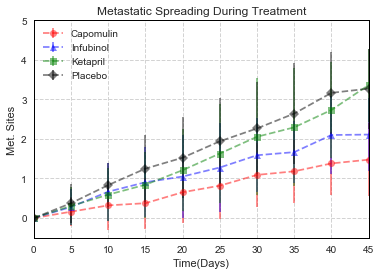 Metastatic Spreading During Treatment
Capomulin
Infubinol
Ketapril
Placebo
Met. Sites
5
4
3
2
1
0
0 5 10 15 20 25 30 35 40 45
Time(Days)